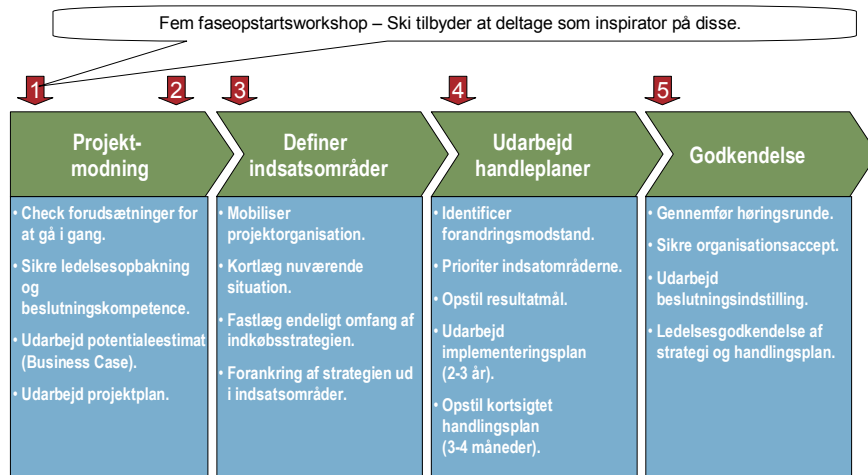 Fem faseopstartsworkshop – Ski tilbyder at deltage som inspirator på disse.
1
2
3
4
5
Projekt-
modning
• Check forudsætninger for
at gå i gang.
• Sikre ledelsesopbakning
og
beslutningskompetence.
• Udarbejd potentialeestimat
(Business Case).
• Udarbejd projektplan.
Definer
indsatsområder
• Mobiliser
projektorganisation.
• Kortlæg nuværende
situation.
• Fastlæg endeligt omfang af
indkøbsstrategien.
• Forankring af strategien ud
i indsatsområder.
Udarbejd
handleplaner
• Identificer
forandringsmodstand.
• Prioriter indsatområderne.
• Opstil resultatmål.
• Udarbejd
implementeringsplan
(2-3 år).
• Opstil kortsigtet
handlingsplan
(3-4 måneder).
Godkendelse
• Gennemfør høringsrunde.
• Sikre organisationsaccept.
• Udarbejd
beslutningsindstilling.
• Ledelsesgodkendelse af
strategi og handlingsplan.